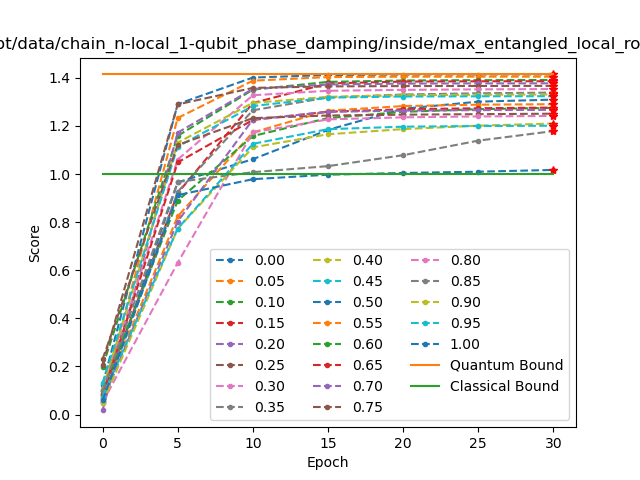 pt/data/chain_n-local_1-qubit_phase_damping/inside/max_entangled_local_ro
1.4
1.2
1.0
0.8
0.6
0.4
0.2
0.0
Score
0 5 10 15 20 25 30
Epoch
0.00 0.40 0.80
0.05 0.45 0.85
0.10 0.50 0.90
0.15 0.55 0.95
0.20 0.60 1.00
0.25 0.65 Quantum Bound
0.30 0.70 Classical Bound
0.35 0.75